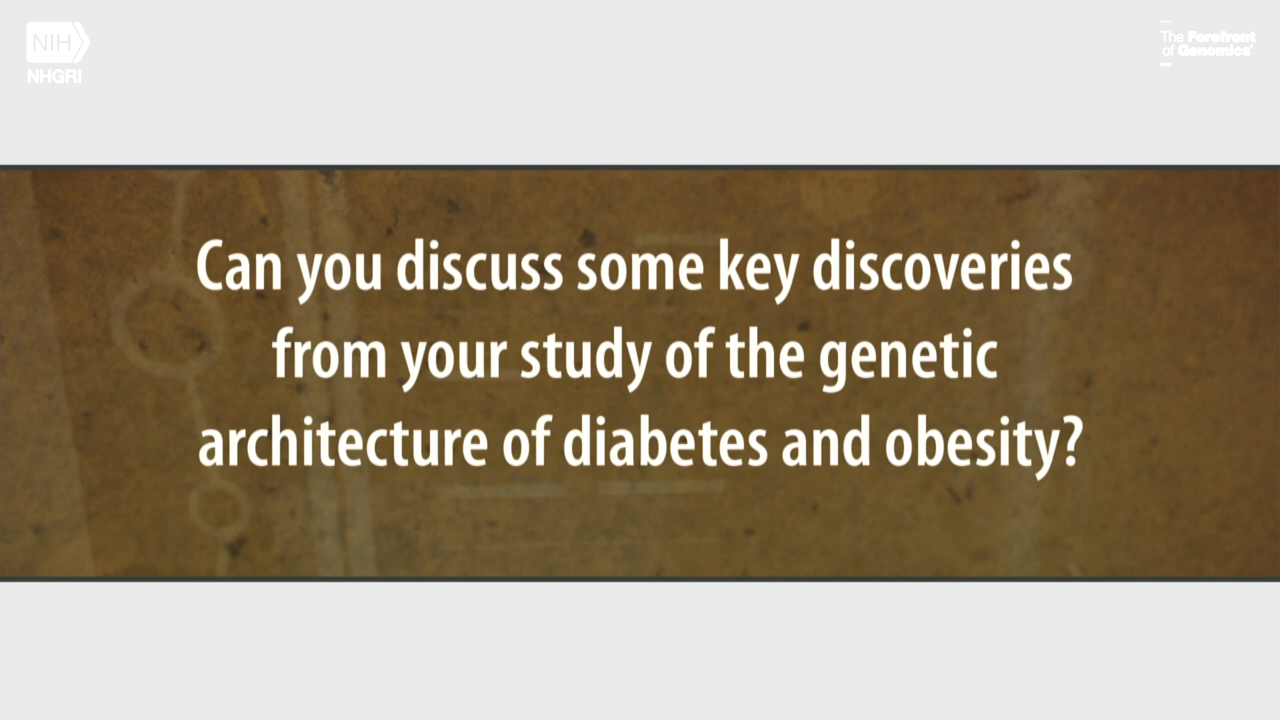 NIH
NHGRI
The Forefront
of Genomics®
Can you discuss some key discoveries
from your study of the genetic
architecture of diabetes and obesity?